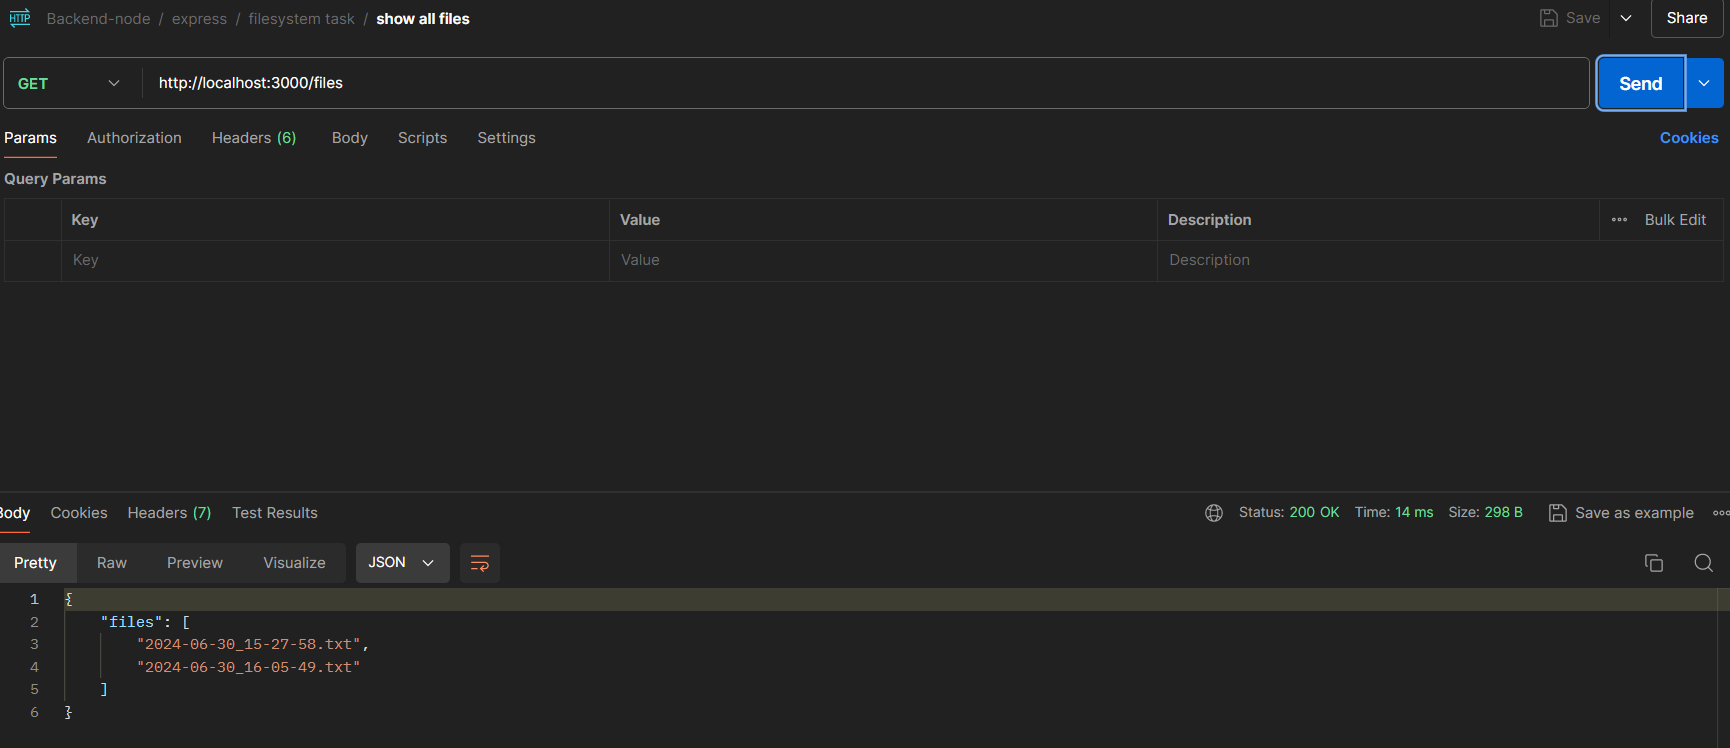 HTTP Backend-node / express / filesystem task / show all files Save Share
GET http://localhost:3000/files Send
Params Authorization Headers (6) Body Scripts Settings Cookies
Query Params
Key Value Description Bulk Edit
Key Value Description
Body Cookies Headers (7) Test Results Status: 200 OK Time: 14 ms Size: 298 B Save as example
Pretty Raw Preview Visualize JSON
1 {
2 "files": [
3 "2024-06-30_15-27-58.txt",
4 "2024-06-30_16-05-49.txt"
5 ]
6 }